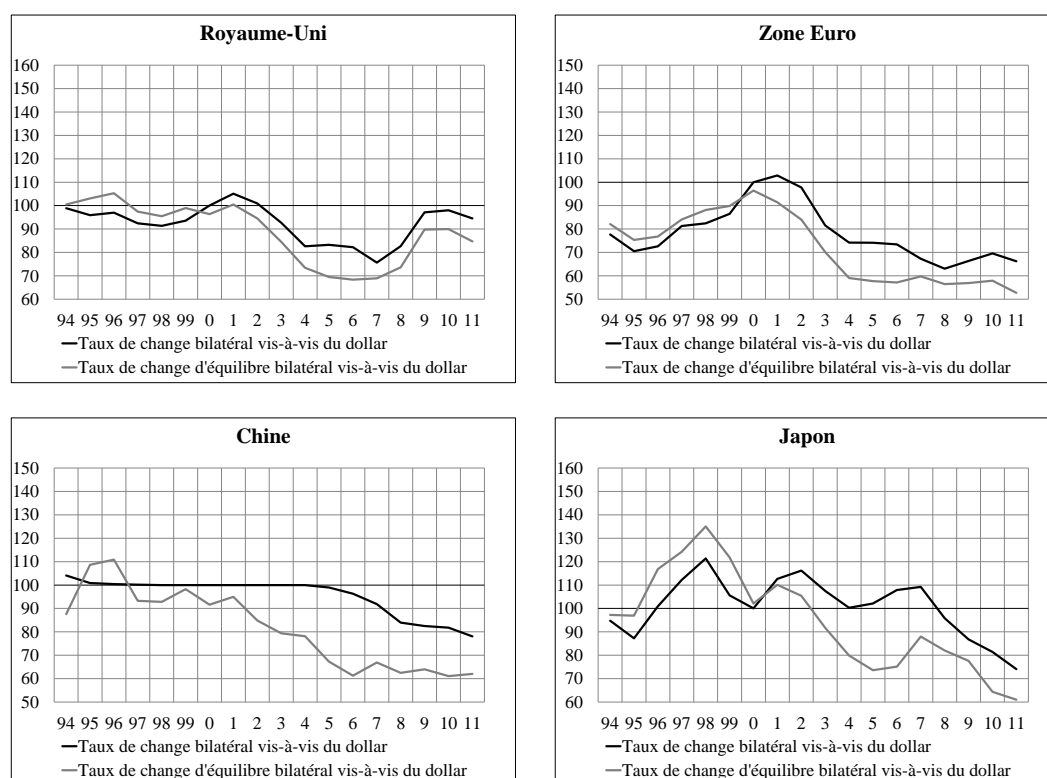 Royaume-Uni
160
150
140
130
120
110
100
90
80
70
60
94 95 96 97 98 99 0 1 2 3 4 5 6 7 8 9 10 11
Taux de change bilatéral vis-à-vis du dollar
Taux de change d'équilibre bilatéral vis-à-vis du dollar
Zone Euro
150
140
130
120
110
100
90
80
70
60
50
94 95 96 97 98 99 0 1 2 3 4 5 6 7 8 9 10 11
Taux de change bilatéral vis-à-vis du dollar
Taux de change d'équilibre bilatéral vis-à-vis du dollar
Chine
150
140
130
120
110
100
90
80
70
60
50
94 95 96 97 98 99 0 1 2 3 4 5 6 7 8 9 10 11
Taux de change bilatéral vis-à-vis du dollar
Taux de change d'équilibre bilatéral vis-à-vis du dollar
Japon
160
150
140
130
120
110
100
90
80
70
60
94 95 96 97 98 99 0 1 2 3 4 5 6 7 8 9 10 11
Taux de change bilatéral vis-à-vis du dollar
Taux de change d'équilibre bilatéral vis-à-vis du dollar